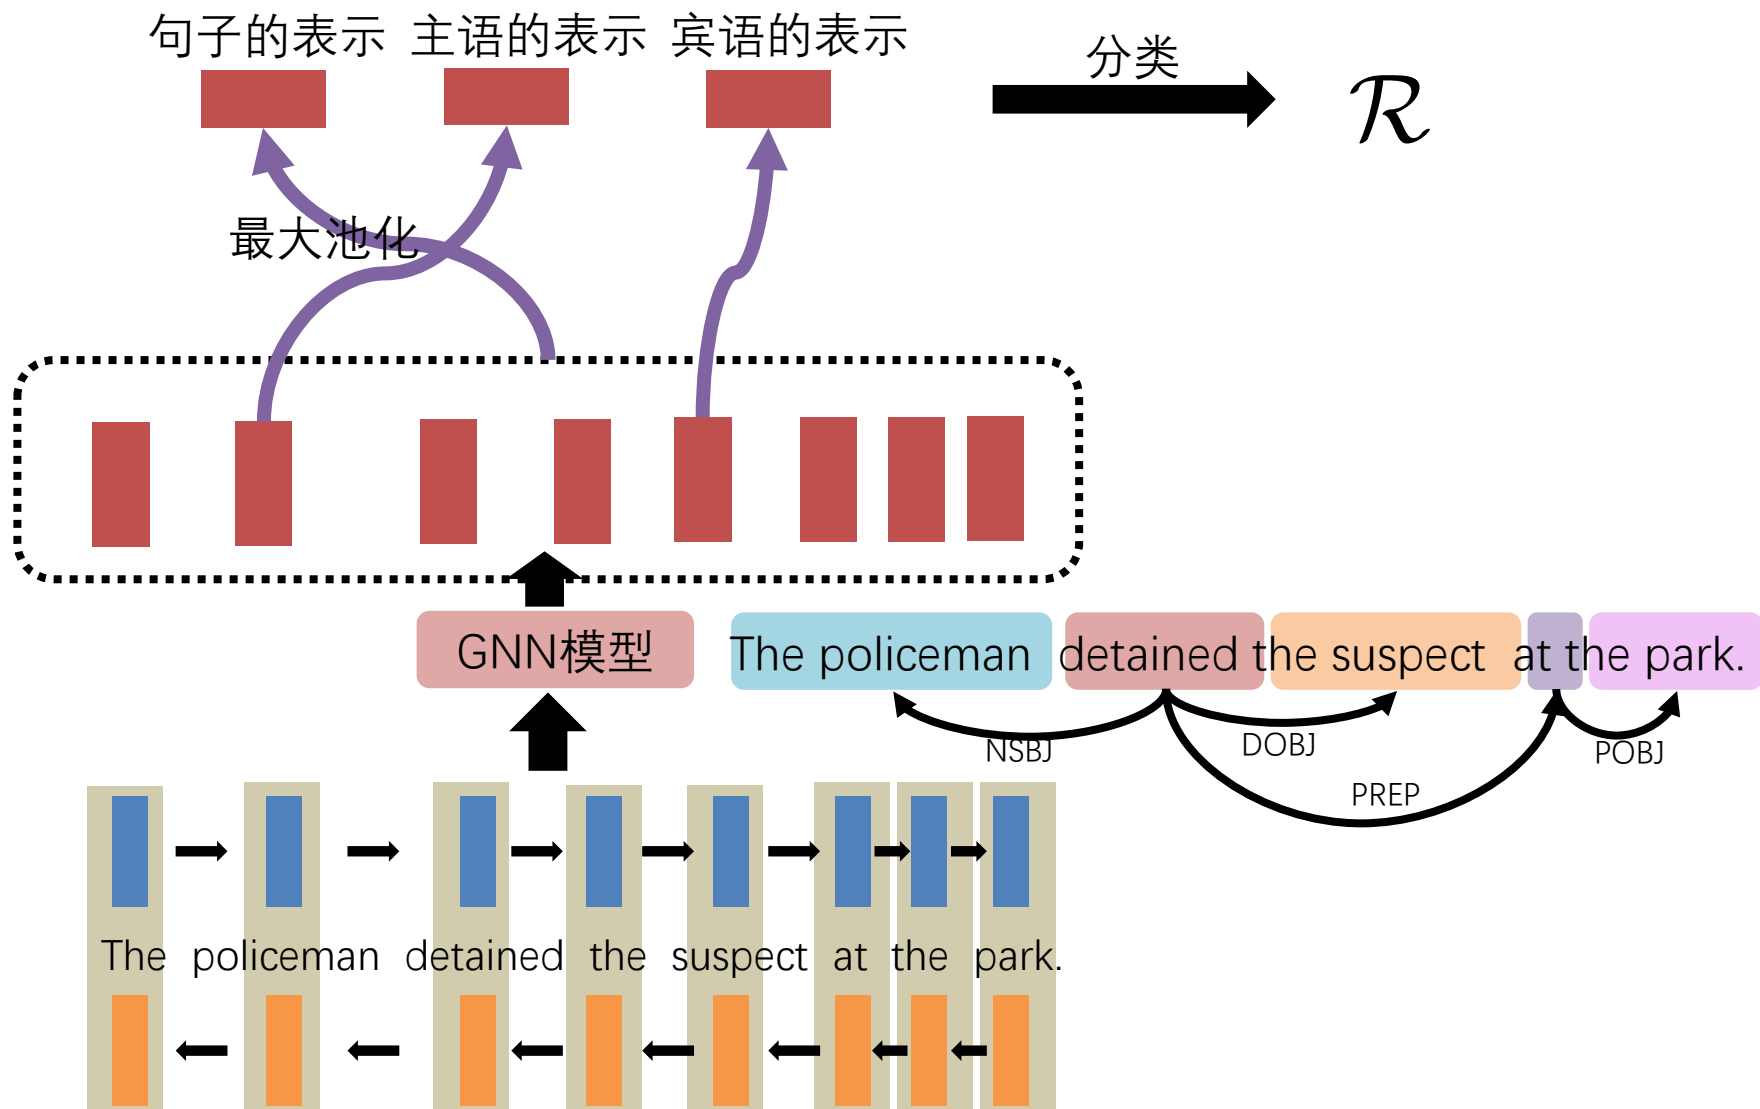 句子的表示 主语的表示 宾语的表示
分类
R
最大池化
GNN模型
The policeman detained the suspect at the park.
NSBJ
DOBJ
POBJ
PREP
The policeman detained the suspect at the park.